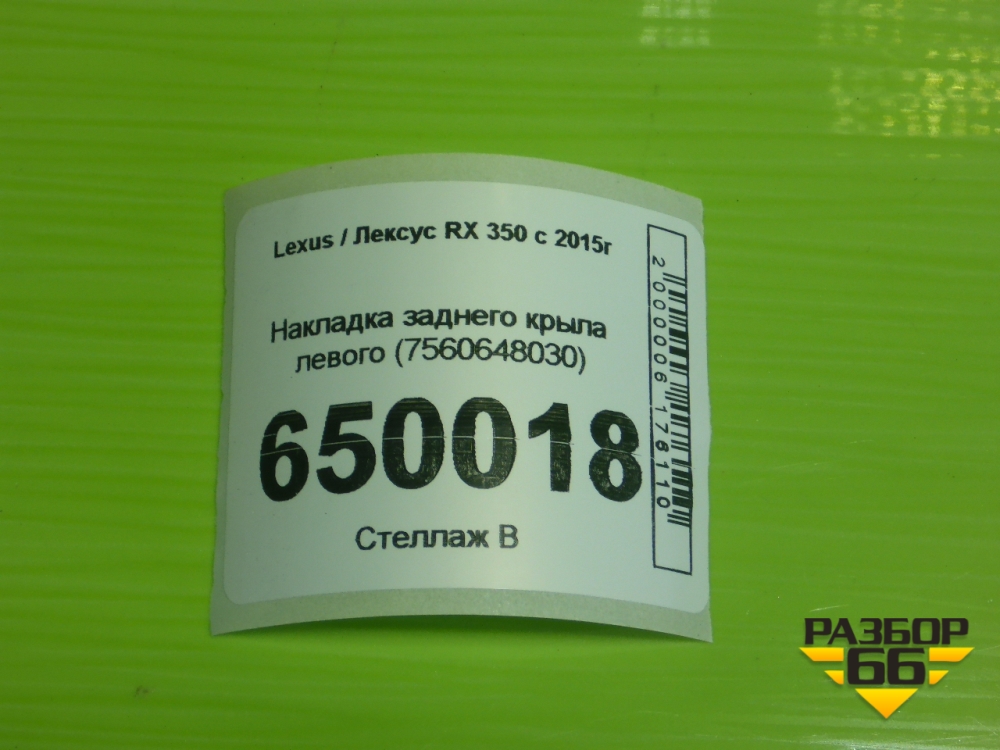 Lexus / Лексус RX 350 с 2015г
Накладка заднего крыла
левого (7560648030)
650018
Стеллаж В
2000006176110
РАЗБОР
66